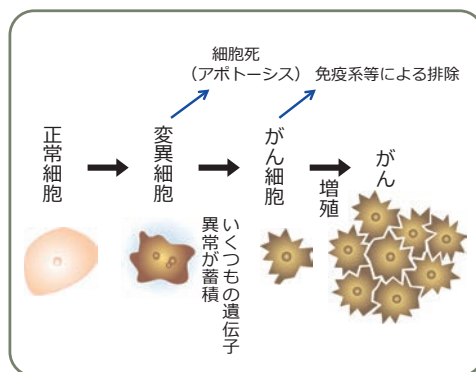 細胞死
（アポトーシス）
免疫系等による排除
正常細胞
変異細胞
いくつもの遺伝子
異常が蓄積
がん細胞
増殖
がん